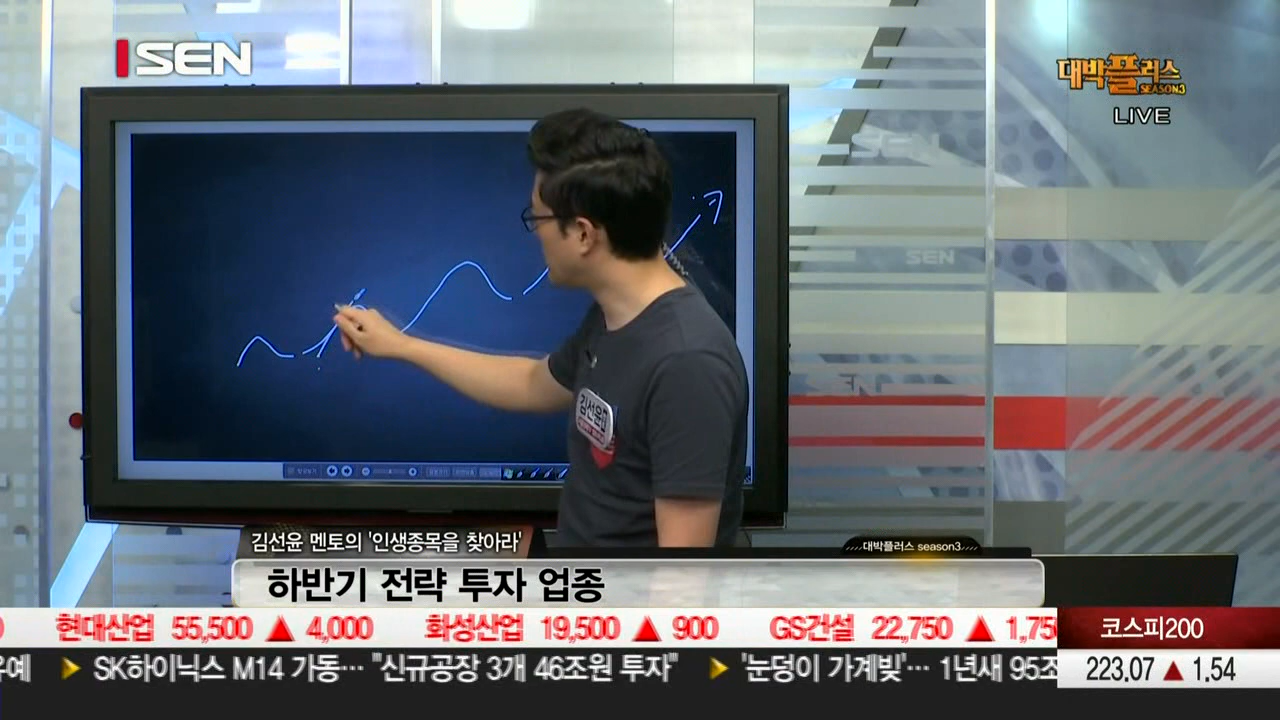 SEN
대박플러스
SEASON3
LIVE
SEN
SEN
김선윤
김선윤 멘토의 '인생종목을 찾아라'
대박플러스 season3
하반기 전략 투자 업종
현대산업 55,500 ▲ 4,000 화성산업 19,500 ▲ 900 GS건설 22,750 ▲ 1,75
코스피200
SK하이닉스 M14 가동… "신규공장 3개 46조원 투자" '눈덩이 가계빚'… 1년새 95조
223.07 ▲ 1.54